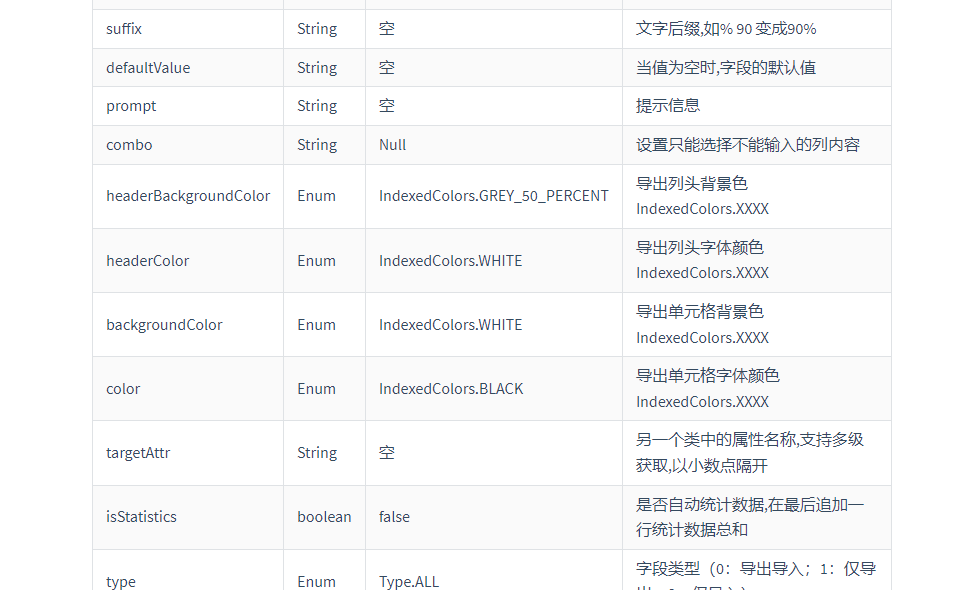 suffix String 空 文字后缀,如% 90 变成90%
defaultValue String 空 当值为空时,字段的默认值
prompt String 空 提示信息
combo String Null 设置只能选择不能输入的列内容
headerBackgroundColor Enum IndexedColors.GREY_50_PERCENT 导出列头背景色
IndexedColors.XXXX
headerColor Enum IndexedColors.WHITE 导出列头字体颜色
IndexedColors.XXXX
backgroundColor Enum IndexedColors.WHITE 导出单元格背景色
IndexedColors.XXXX
color Enum IndexedColors.BLACK 导出单元格字体颜色
IndexedColors.XXXX
targetAttr String 空 另一个类中的属性名称,支持多级
获取,以小数点隔开
isStatistics boolean false 是否自动统计数据,在最后追加一
行统计数据总和
type Enum Type.ALL 字段类型（0：导出导入；1：仅导